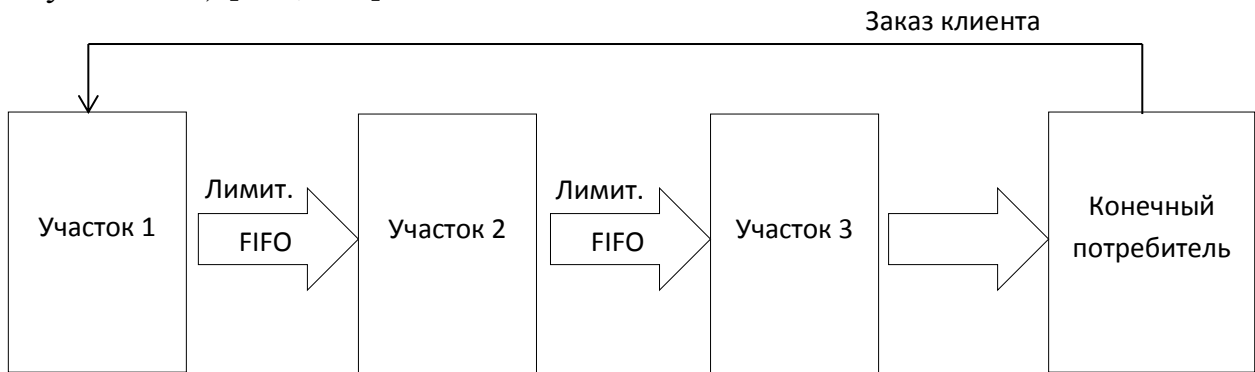 Заказ клиента
Участок 1
Лимит.
FIFO
Участок 2
Лимит.
FIFO
Участок 3
Конечный
потребитель